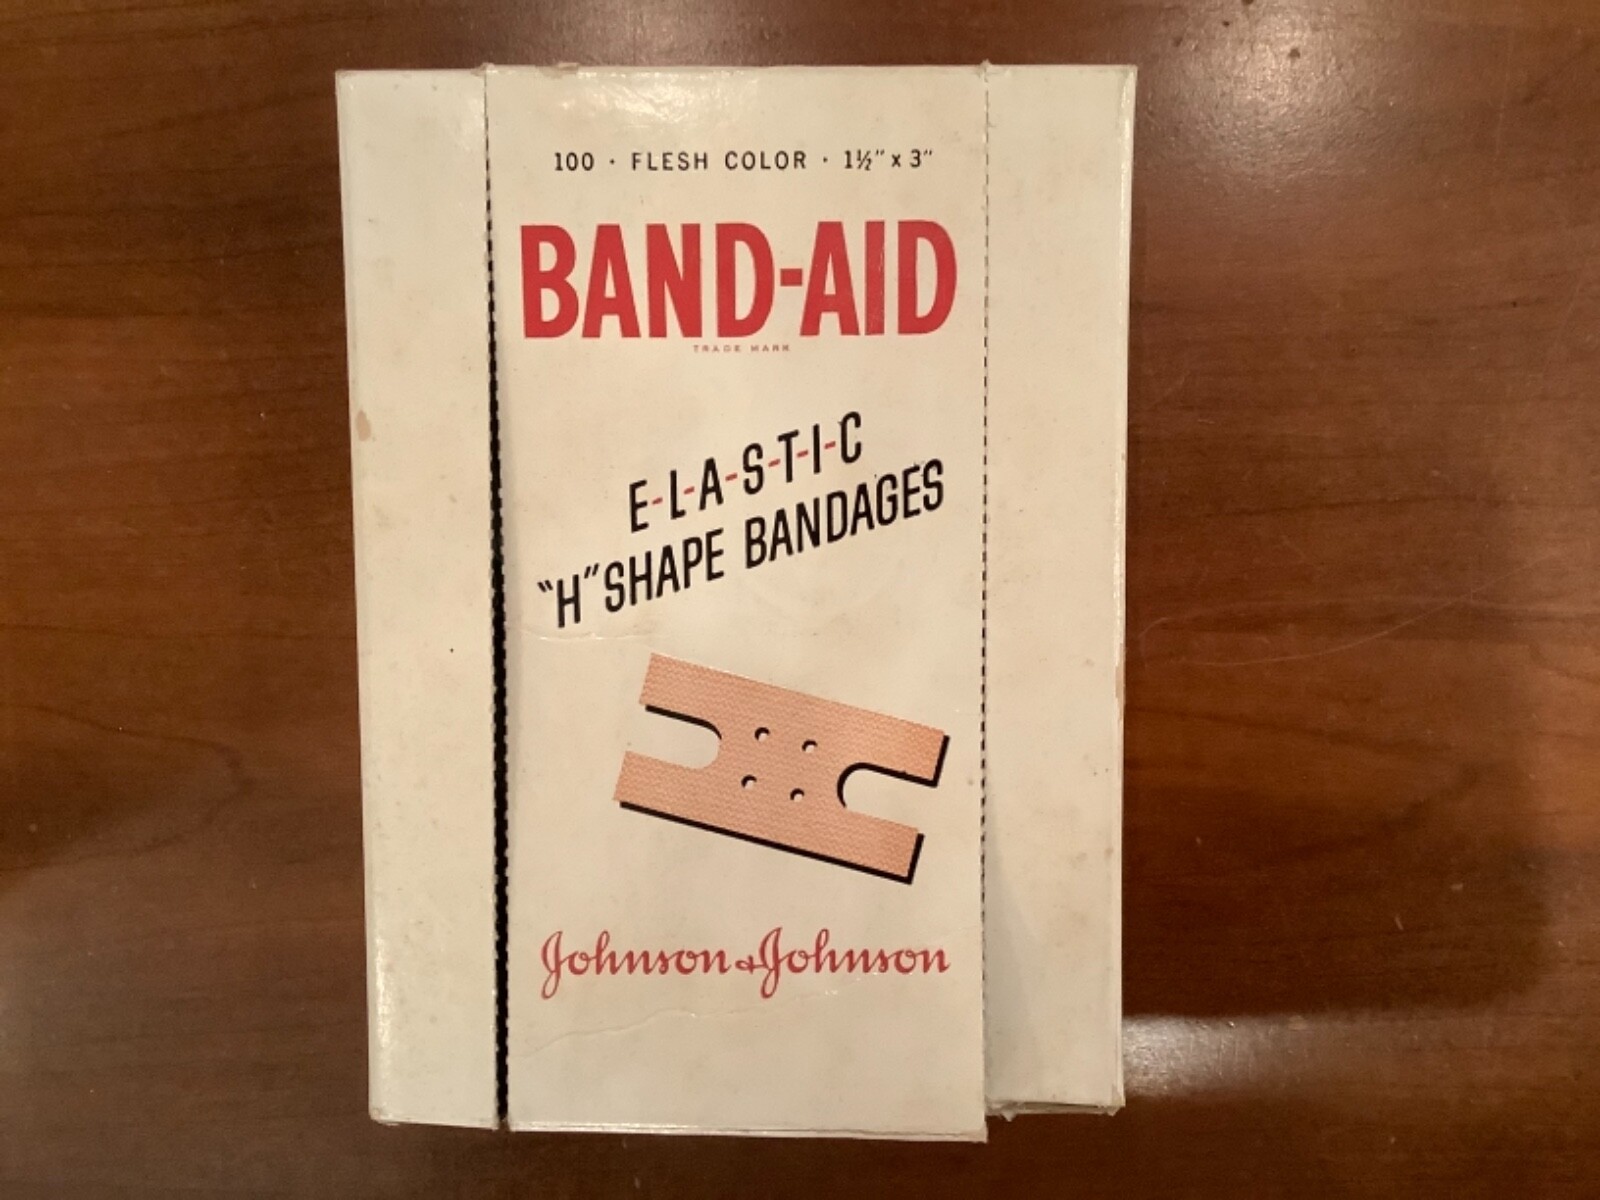 100 · FLESH COLOR · 1½" x 3"
BAND-AID
TRADE MARK
E-L-A-S-T-I-C
“H” SHAPE BANDAGES
Johnson & Johnson